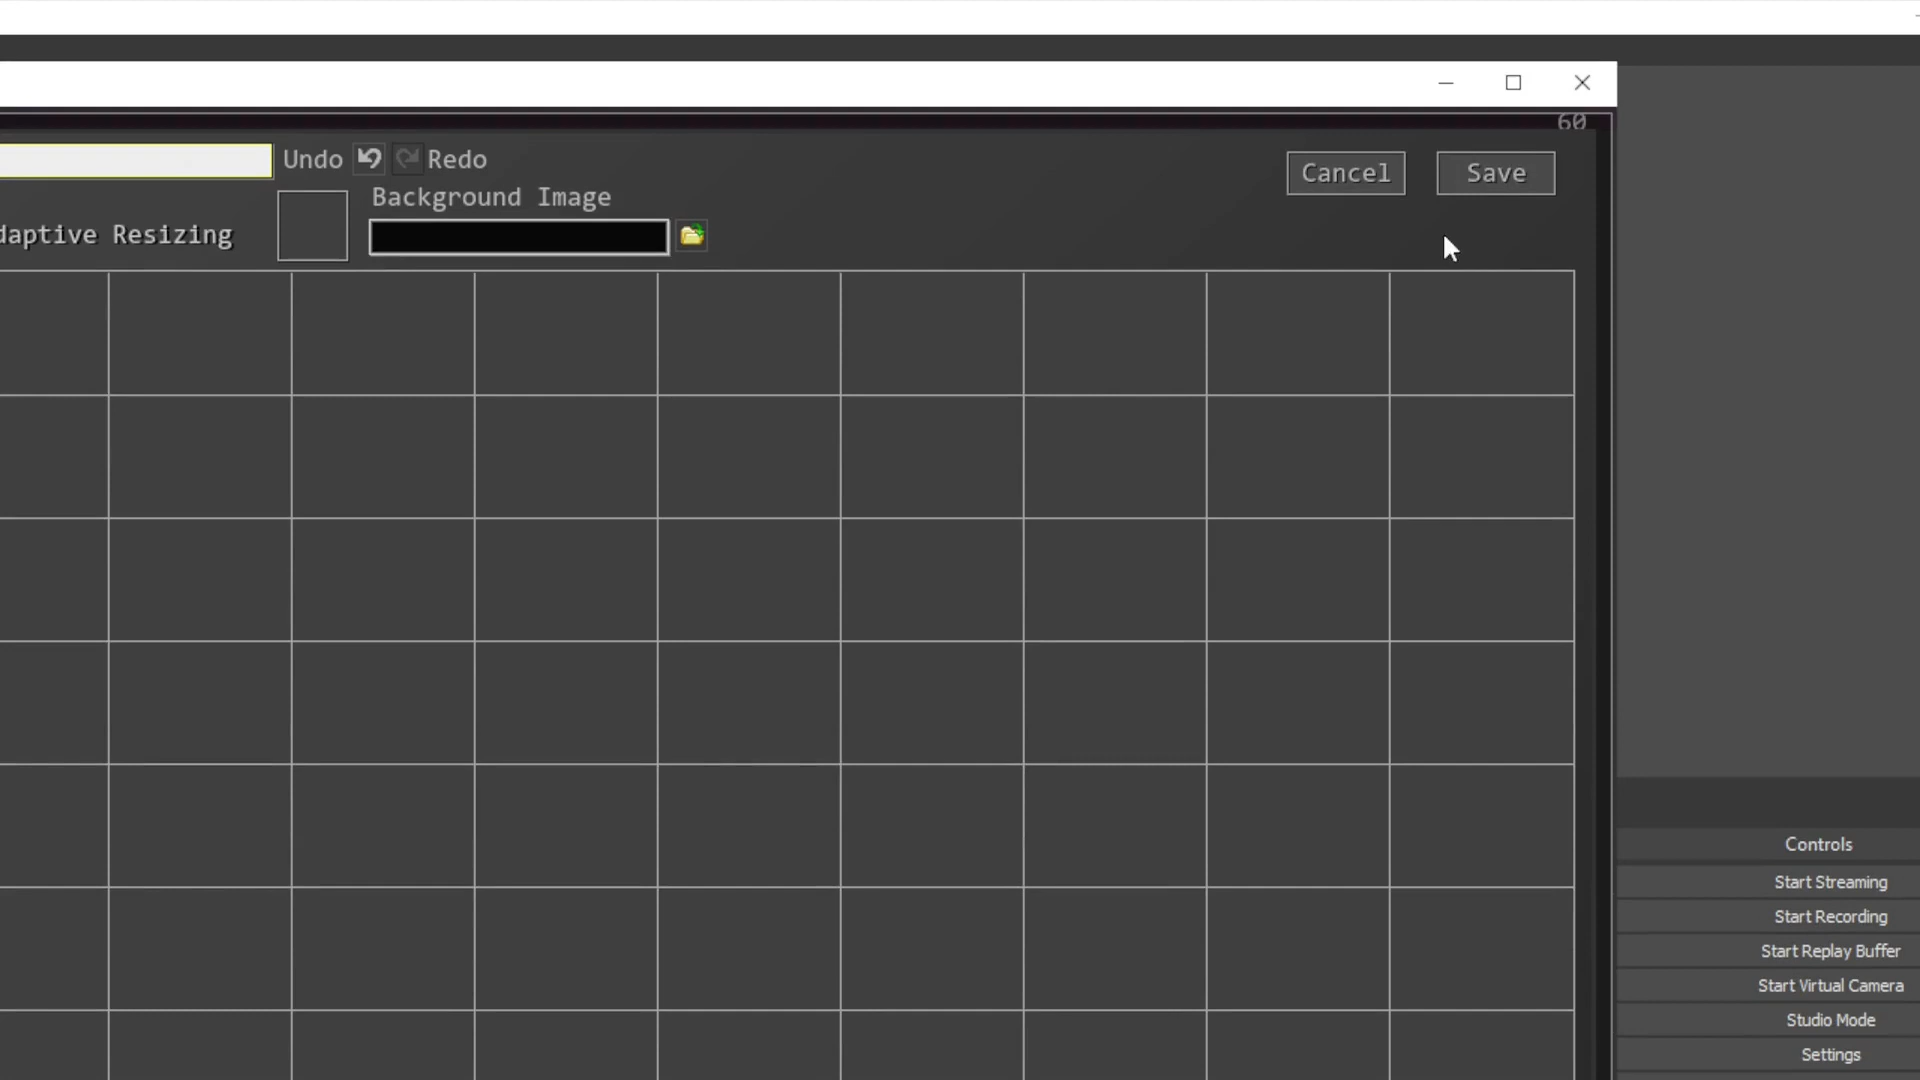 60
Undo Redo
Cancel Save
Background Image
daptive Resizing
Controls
Start Streaming
Start Recording
Start Replay Buffer
Start Virtual Camera
Studio Mode
Settings